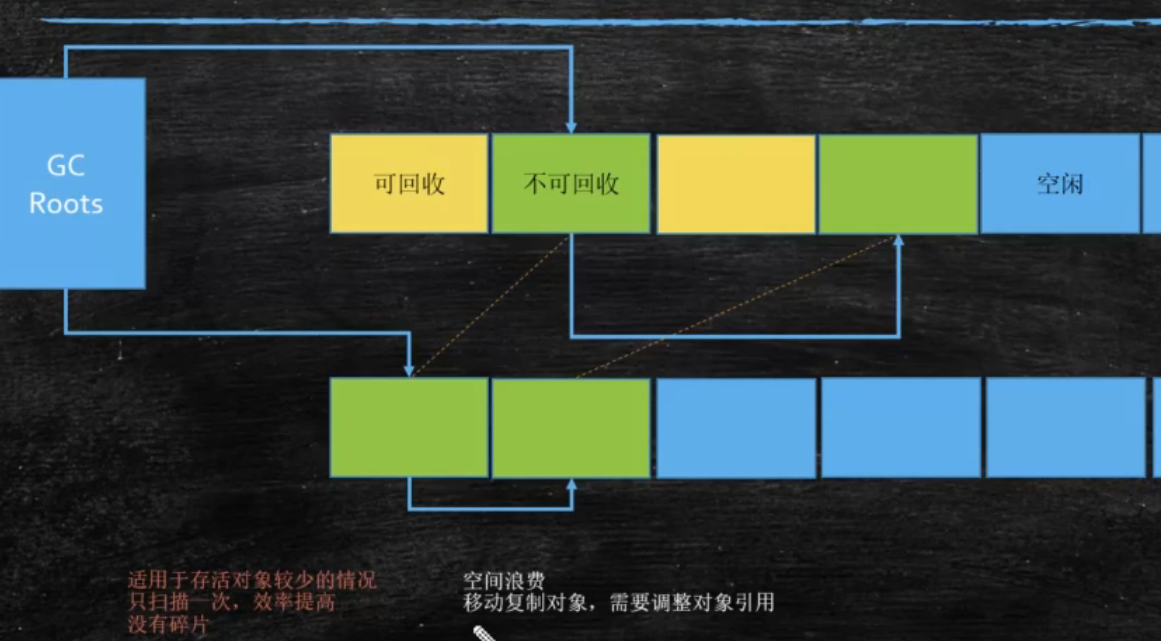 GC
Roots
可回收
不可回收
空闲
适用于存活对象较少的情况
只扫描一次，效率提高
没有碎片
空间浪费
移动复制对象，需要调整对象引用